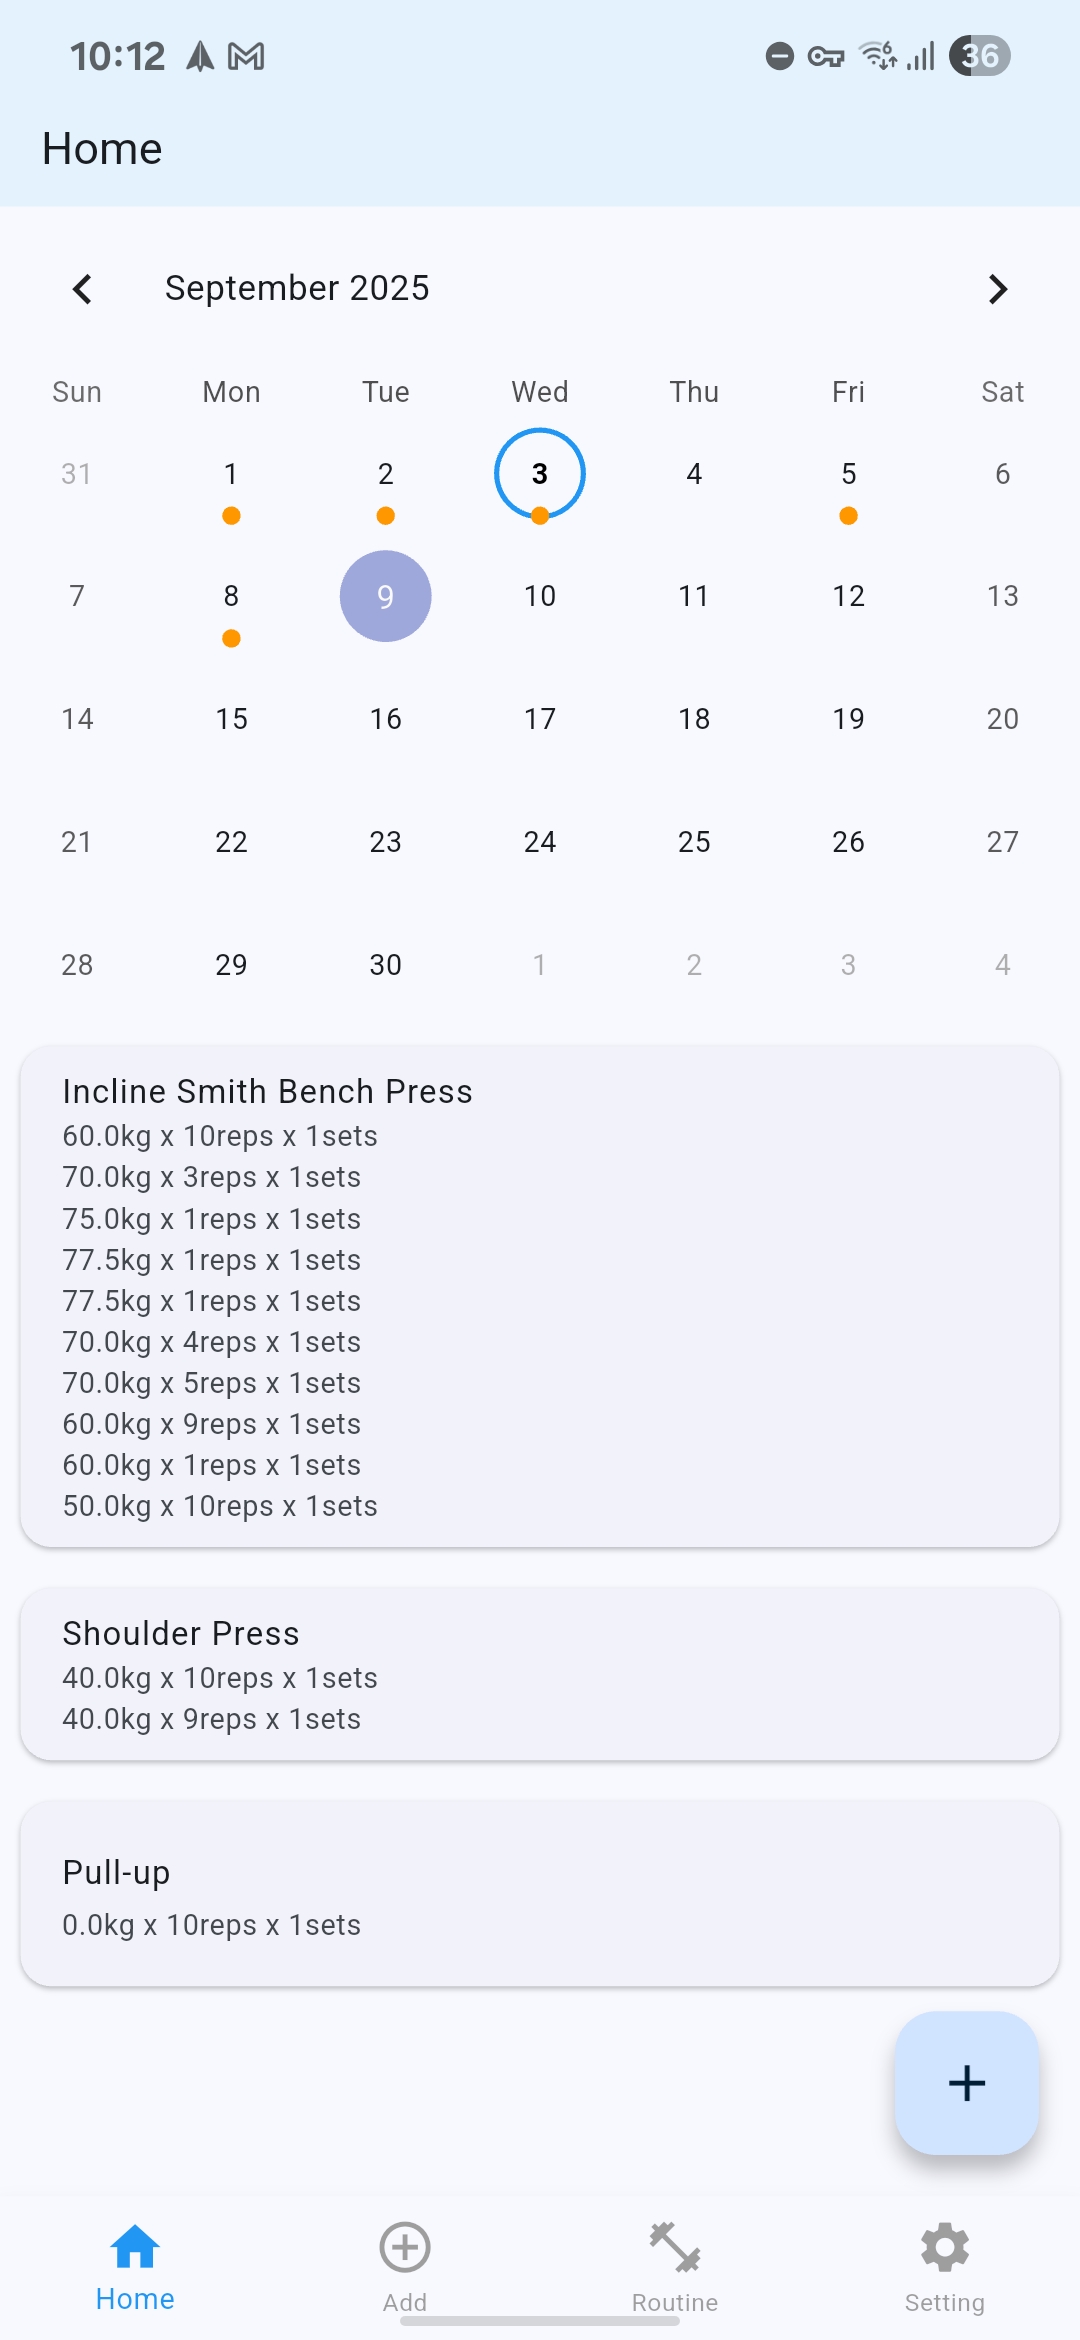 10:12
6
36
Home
September 2025
Sun Mon Tue Wed Thu Fri Sat
31 1 2 3 4 5 6
7 8 9 10 11 12 13
14 15 16 17 18 19 20
21 22 23 24 25 26 27
28 29 30 1 2 3 4
Incline Smith Bench Press
60.0kg x 10reps x 1sets
70.0kg x 3reps x 1sets
75.0kg x 1reps x 1sets
77.5kg x 1reps x 1sets
77.5kg x 1reps x 1sets
70.0kg x 4reps x 1sets
70.0kg x 5reps x 1sets
60.0kg x 9reps x 1sets
60.0kg x 1reps x 1sets
50.0kg x 10reps x 1sets
Shoulder Press
40.0kg x 10reps x 1sets
40.0kg x 9reps x 1sets
Pull-up
0.0kg x 10reps x 1sets
Home Add Routine Setting